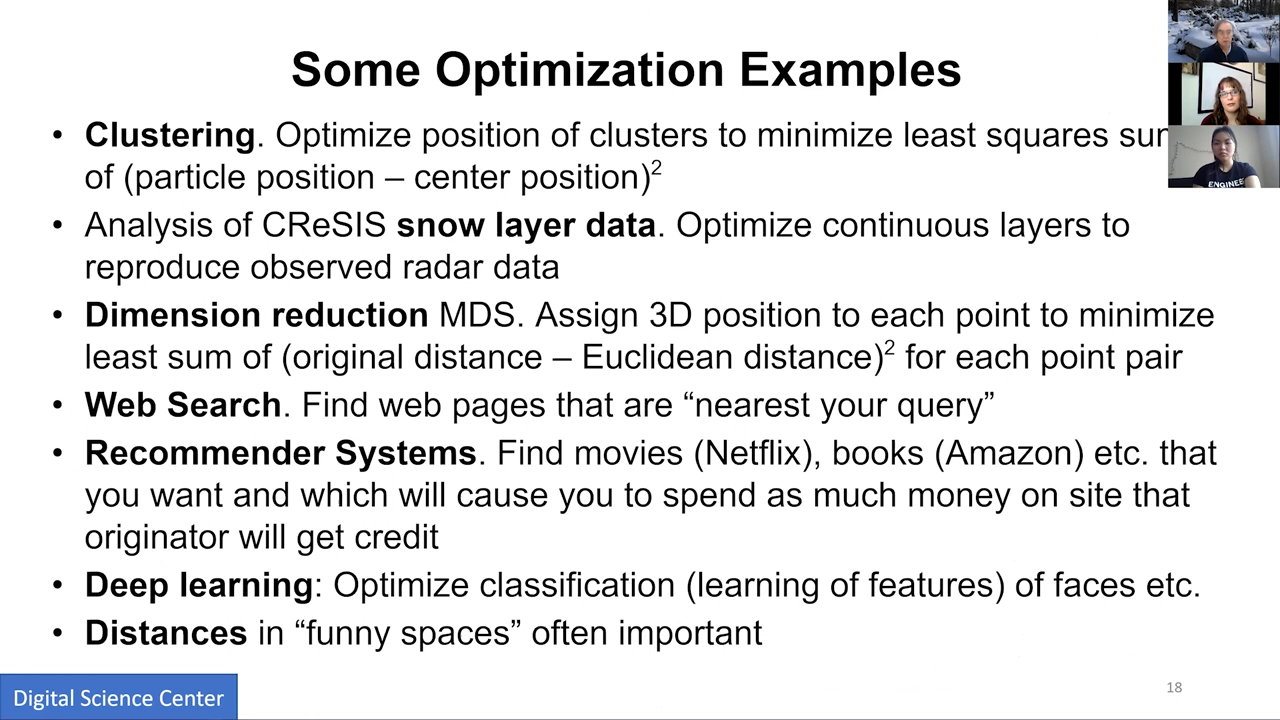 Some Optimization Examples
• Clustering. Optimize position of clusters to minimize least squares
of (particle position – center position)²
• Analysis of CReSIS snow layer data. Optimize continuous layers to
reproduce observed radar data
• Dimension reduction MDS. Assign 3D position to each point to minimize
least sum of (original distance – Euclidean distance)² for each point pair
• Web Search. Find web pages that are “nearest your query”
• Recommender Systems. Find movies (Netflix), books (Amazon) etc. that
you want and which will cause you to spend as much money on site that
originator will get credit
• Deep learning: Optimize classification (learning of features) of faces etc.
• Distances in “funny spaces” often important
Digital Science Center
18